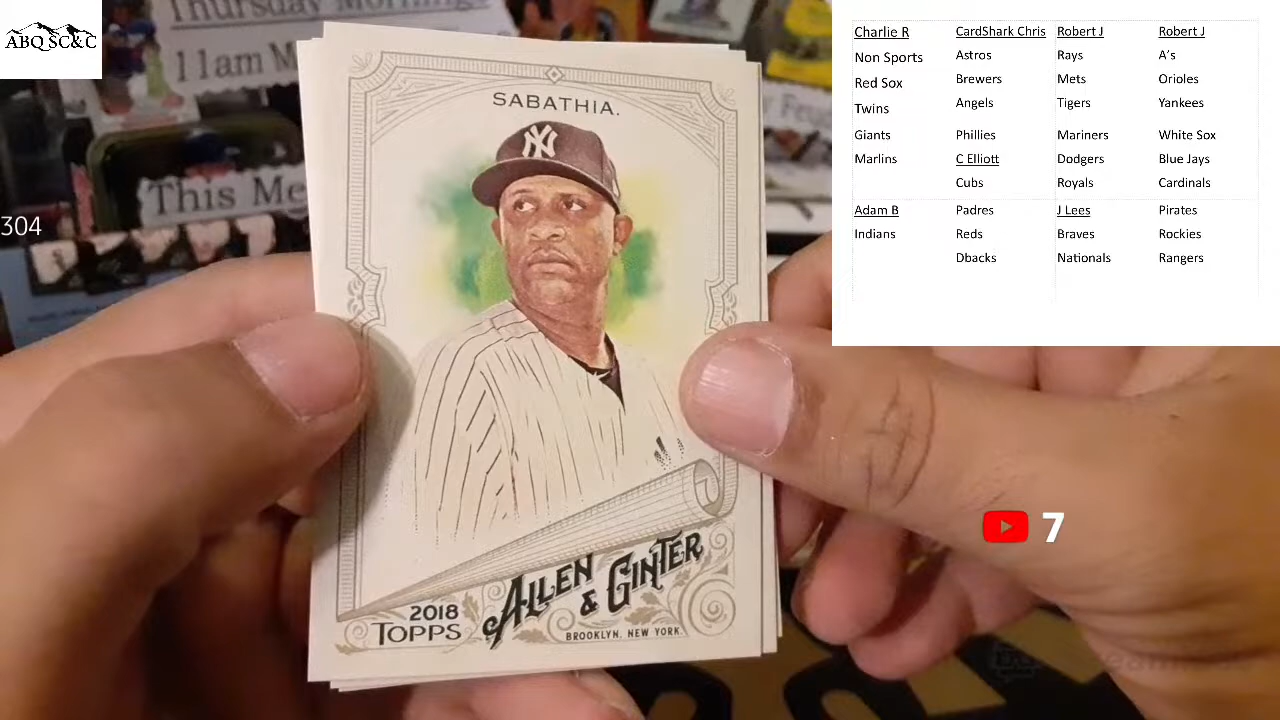 ABQ SC&C
Thursday Mornings
11am M
This Me
304
SABATHIA.
NY
2018
TOPPS
ALLEN
& GINTER
BROOKLYN, NEW YORK.
7
Charlie R
Non Sports
Red Sox
Twins
Giants
Marlins
Adam B
Indians
CardShark Chris
Astros
Brewers
Angels
Phillies
C Elliott
Cubs
Padres
Reds
Dbacks
Robert J
Rays
Mets
Tigers
Mariners
Dodgers
Royals
J Lees
Braves
Nationals
Robert J
A's
Orioles
Yankees
White Sox
Blue Jays
Cardinals
Pirates
Rockies
Rangers